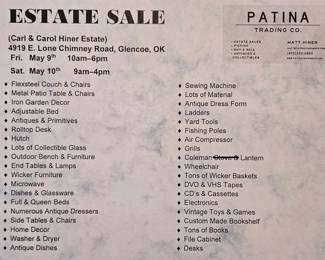 ESTATE SALE
(Carl & Carol Hiner Estate)
4919 E. Lone Chimney Road, Glencoe, OK
Fri. May 9th 10am–6pm
Sat. May 10th 9am–4pm
PATINA
TRADING CO.
ESTATE SALES
MATT HINER
♦ Flexsteel Couch & Chairs
♦ Metal Patio Table & Chairs
♦ Iron Garden Decor
♦ Adjustable Bed
♦ Antiques & Primitives
♦ Rolltop Desk
♦ Hutch
♦ Lots of Collectible Glass
♦ Outdoor Bench & Furniture
♦ End Tables & Lamps
♦ Wicker Furniture
♦ Microwave
♦ Dishes & Glassware
♦ Full & Queen Beds
♦ Numerous Antique Dressers
♦ Side Tables & Chairs
♦ Home Decor
♦ Washer & Dryer
♦ Antique Dishes
♦ Sewing Machine
♦ Lots of Material
♦ Antique Dress Form
♦ Ladders
♦ Yard Tools
♦ Fishing Poles
♦ Air Compressor
♦ Grills
♦ Coleman Stove & Lantern
♦ Wheelchair
♦ Tons of Wicker Baskets
♦ DVD & VHS Tapes
♦ CD's & Cassettes
♦ Electronics
♦ Vintage Toys & Games
♦ Custom Made Bookshelf
♦ Tons of Books
♦ File Cabinet
♦ Desks